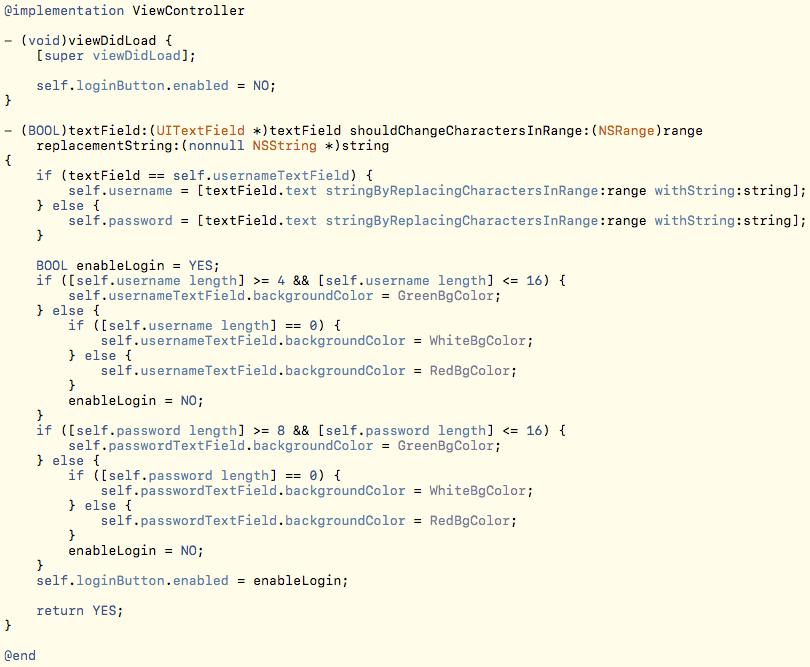 @implementation ViewController

- (void)viewDidLoad {
    [super viewDidLoad];

    self.loginButton.enabled = NO;
}

- (BOOL)textField:(UITextField *)textField shouldChangeCharactersInRange:(NSRange)range
    replacementString:(nonnull NSString *)string
{
    if (textField == self.usernameTextField) {
        self.username = [textField.text stringByReplacingCharactersInRange:range withString:string];
    } else {
        self.password = [textField.text stringByReplacingCharactersInRange:range withString:string];
    }

    BOOL enableLogin = YES;
    if ([self.username length] >= 4 && [self.username length] <= 16) {
        self.usernameTextField.backgroundColor = GreenBgColor;
    } else {
        if ([self.username length] == 0) {
            self.usernameTextField.backgroundColor = WhiteBgColor;
        } else {
            self.usernameTextField.backgroundColor = RedBgColor;
        }
        enableLogin = NO;
    }
    if ([self.password length] >= 8 && [self.password length] <= 16) {
        self.passwordTextField.backgroundColor = GreenBgColor;
    } else {
        if ([self.password length] == 0) {
            self.passwordTextField.backgroundColor = WhiteBgColor;
        } else {
            self.passwordTextField.backgroundColor = RedBgColor;
        }
        enableLogin = NO;
    }
    self.loginButton.enabled = enableLogin;

    return YES;
}

@end